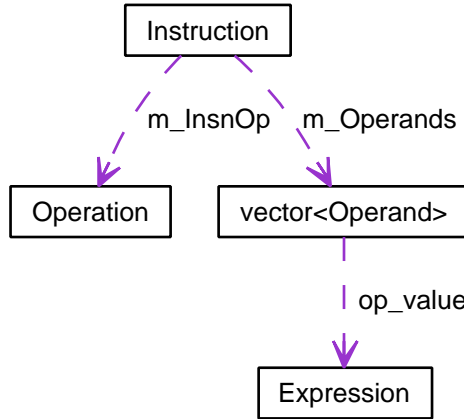 Instruction
m_InsnOp
m_Operands
Operation
vector<Operand>
op_value
Expression